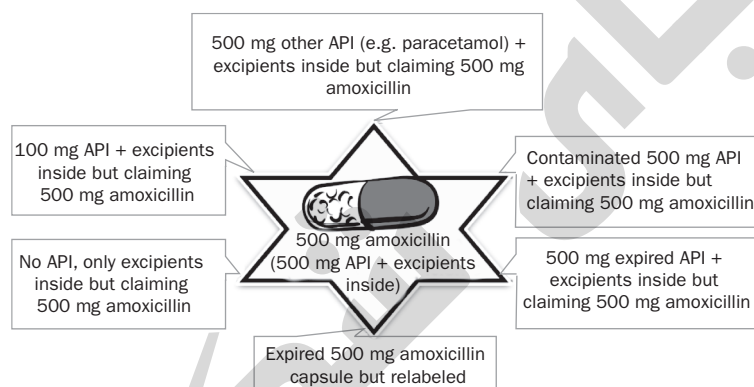 500 mg other API (e.g. paracetamol) +
excipients inside but claiming 500 mg
amoxicillin
100 mg API + excipients
inside but claiming
500 mg amoxicillin
Contaminated 500 mg API
+ excipients inside but
claiming 500 mg amoxicillin
500 mg amoxicillin
(500 mg API + excipients
inside)
No API, only excipients
inside but claiming
500 mg amoxicillin
500 mg expired API +
excipients inside but
claiming 500 mg amoxicillin
Expired 500 mg amoxicillin
capsule but relabeled